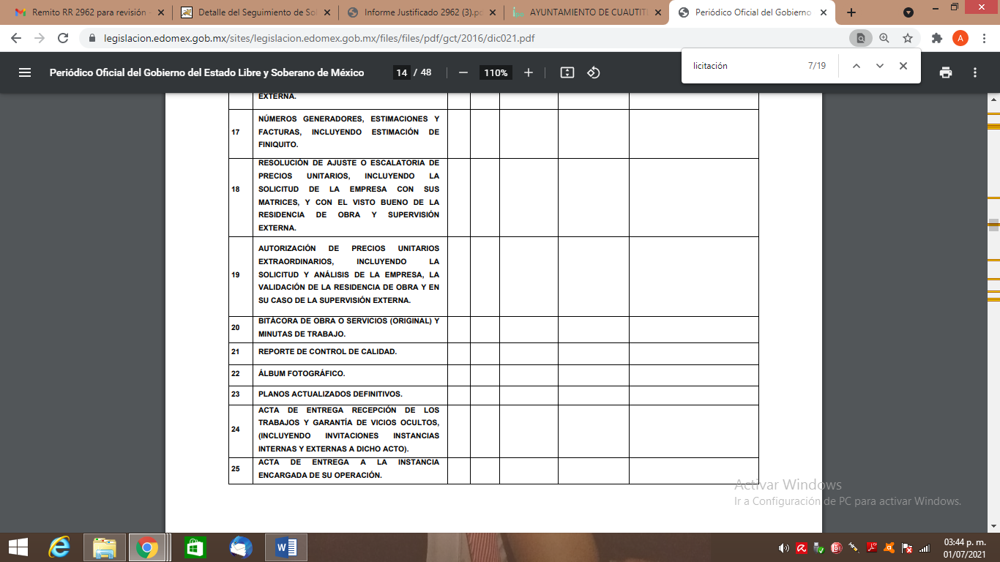 Remito RR 2962 para revisión
Detalle del Seguimiento de Sol
Informe Justificado 2962 (3).pd
AYUNTAMIENTO DE CUAUTIT
Periódico Oficial del Gobierno
legislacion.edomex.gob.mx/sites/legislacion.edomex.gob.mx/files/files/pdf/gct/2016/dic021.pdf
A
Periódico Oficial del Gobierno del Estado Libre y Soberano de México
14 / 48
110%
licitación
7/19
EXTERNA.
17
NÚMEROS GENERADORES, ESTIMACIONES Y
FACTURAS, INCLUYENDO ESTIMACIÓN DE
FINIQUITO.
18
RESOLUCIÓN DE AJUSTE O ESCALATORIA DE
PRECIOS UNITARIOS, INCLUYENDO LA
SOLICITUD DE LA EMPRESA CON SUS
MATRICES, Y CON EL VISTO BUENO DE LA
RESIDENCIA DE OBRA Y SUPERVISIÓN
EXTERNA.
19
AUTORIZACIÓN DE PRECIOS UNITARIOS
EXTRAORDINARIOS, INCLUYENDO LA
SOLICITUD Y ANÁLISIS DE LA EMPRESA, LA
VALIDACIÓN DE LA RESIDENCIA DE OBRA Y EN
SU CASO DE LA SUPERVISIÓN EXTERNA.
20
BITÁCORA DE OBRA O SERVICIOS (ORIGINAL) Y
MINUTAS DE TRABAJO.
21
REPORTE DE CONTROL DE CALIDAD.
22
ÁLBUM FOTOGRÁFICO.
23
PLANOS ACTUALIZADOS DEFINITIVOS.
24
ACTA DE ENTREGA RECEPCIÓN DE LOS
TRABAJOS Y GARANTÍA DE VICIOS OCULTOS,
(INCLUYENDO INVITACIONES INSTANCIAS
INTERNAS Y EXTERNAS A DICHO ACTO).
25
ACTA DE ENTREGA A LA INSTANCIA
ENCARGADA DE SU OPERACIÓN.
Activar Windows
Ir a Configuración de PC para activar Windows.
03:44 p. m.
01/07/2021